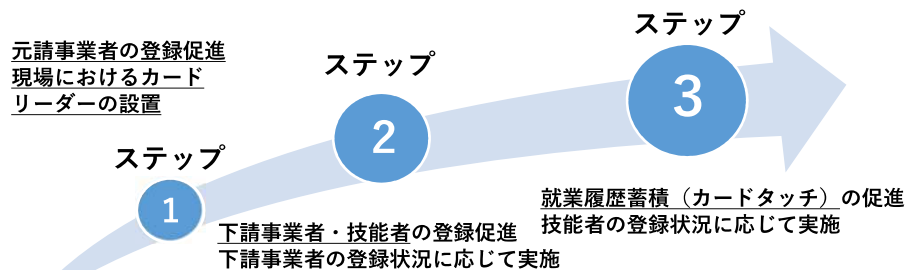 元請事業者の登録促進
現場におけるカード
リーダーの設置
ステップ
1
ステップ
2
下請事業者・技能者の登録促進
下請事業者の登録状況に応じて実施
ステップ
3
就業履歴蓄積（カードタッチ）の促進
技能者の登録状況に応じて実施